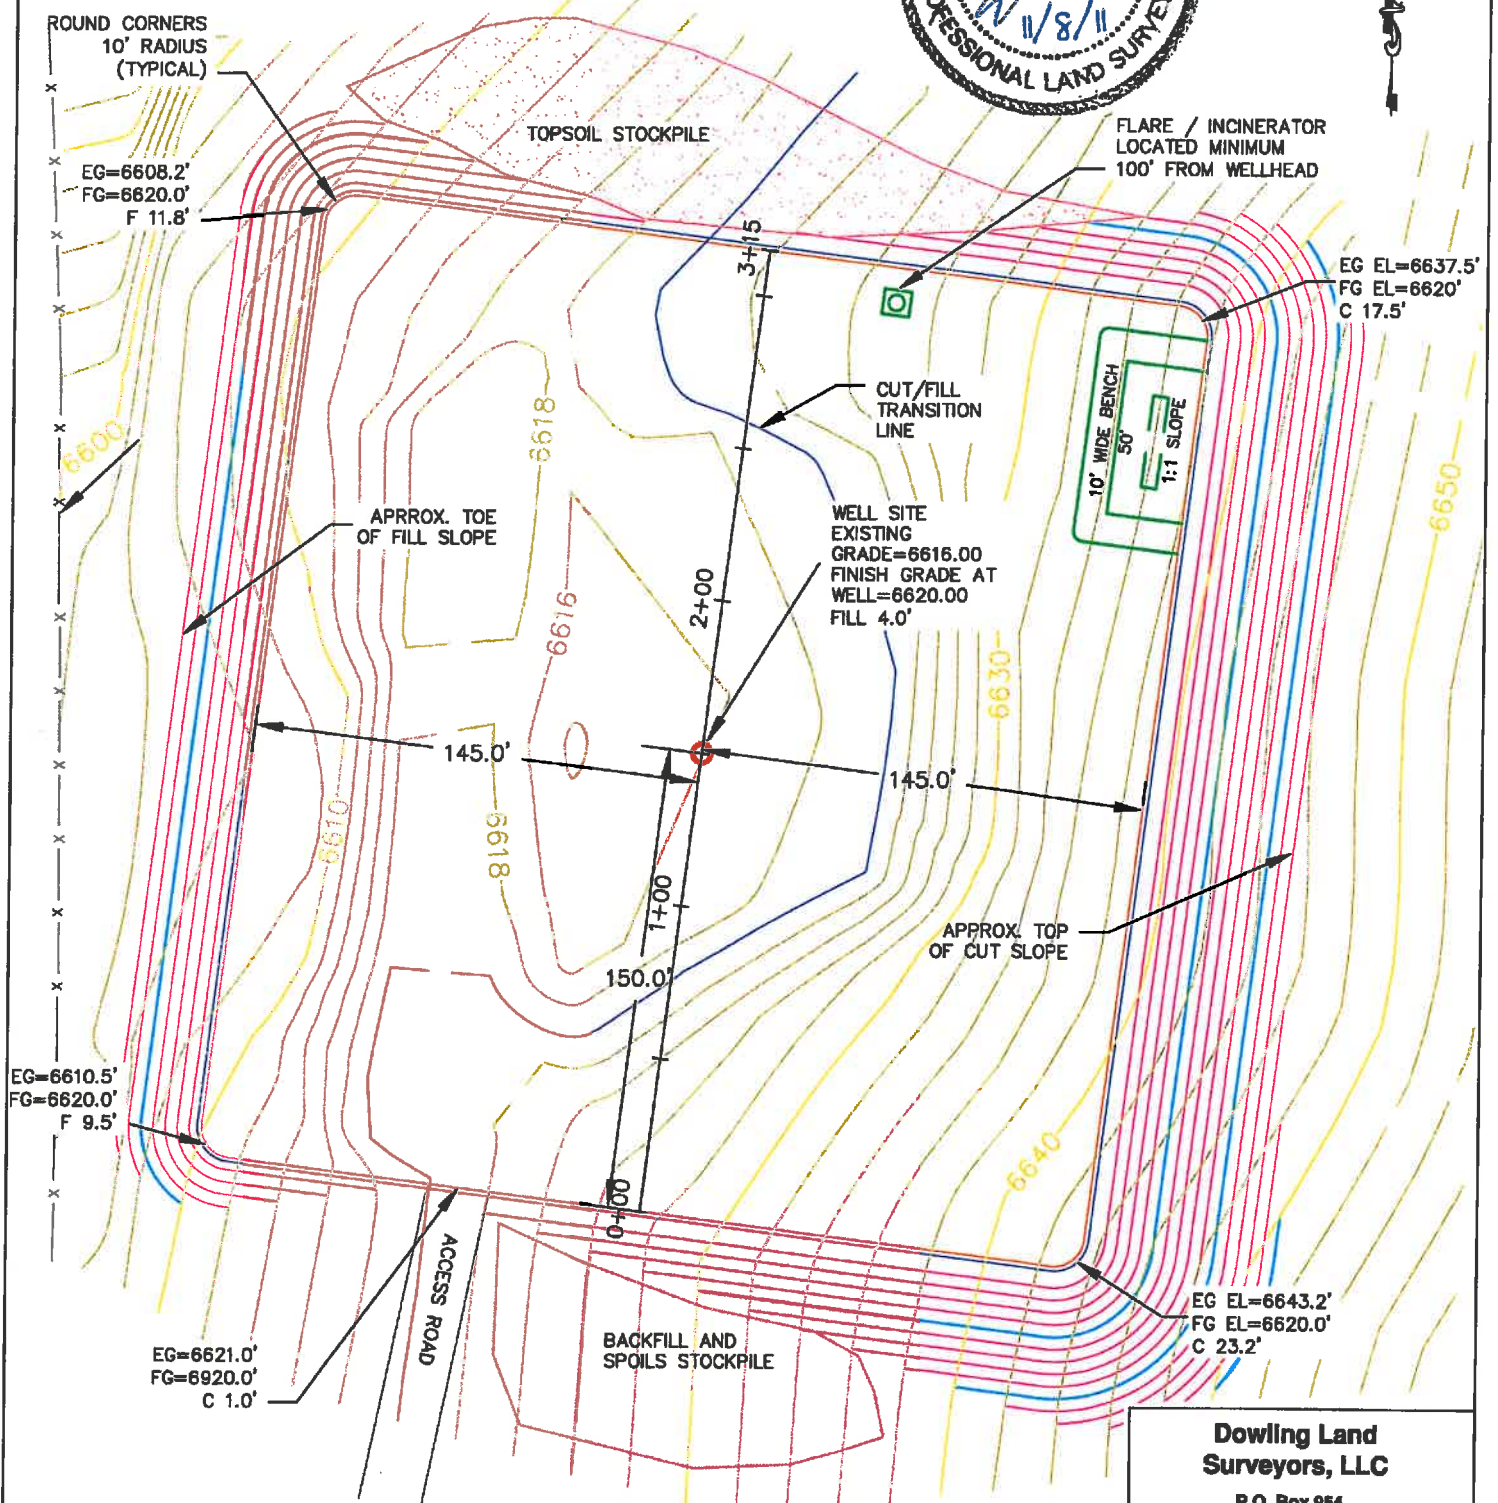 ROUND CORNERS
10' RADIUS
(TYPICAL)
11/8/11
PROFESSIONAL LAND SURVE
TOPSOIL STOCKPILE
FLARE / INCINERATOR
LOCATED MINIMUM
100' FROM WELLHEAD
EG=6608.2'
FG=6620.0'
F 11.8'
3+15
EG EL=6637.5'
FG EL=6620'
C 17.5'
CUT/FILL
TRANSITION
LINE
10' WIDE BENCH
50'
1:1 SLOPE
6618
6600
6650
APRROX. TOE
OF FILL SLOPE
WELL SITE
EXISTING
GRADE=6616.00
FINISH GRADE AT
WELL=6620.00
FILL 4.0'
2+00
6616
6630
145.0'
145.0'
6610
6618
1+00
APPROX. TOP
OF CUT SLOPE
150.0'
EG=6610.5'
FG=6620.0'
F 9.5'
6640
0+00
ACCESS ROAD
EG=6621.0'
FG=6920.0'
C 1.0'
BACKFILL AND
SPOILS STOCKPILE
EG EL=6643.2'
FG EL=6620.0'
C 23.2'
Dowling Land
Surveyors, LLC
P.O. Box 954